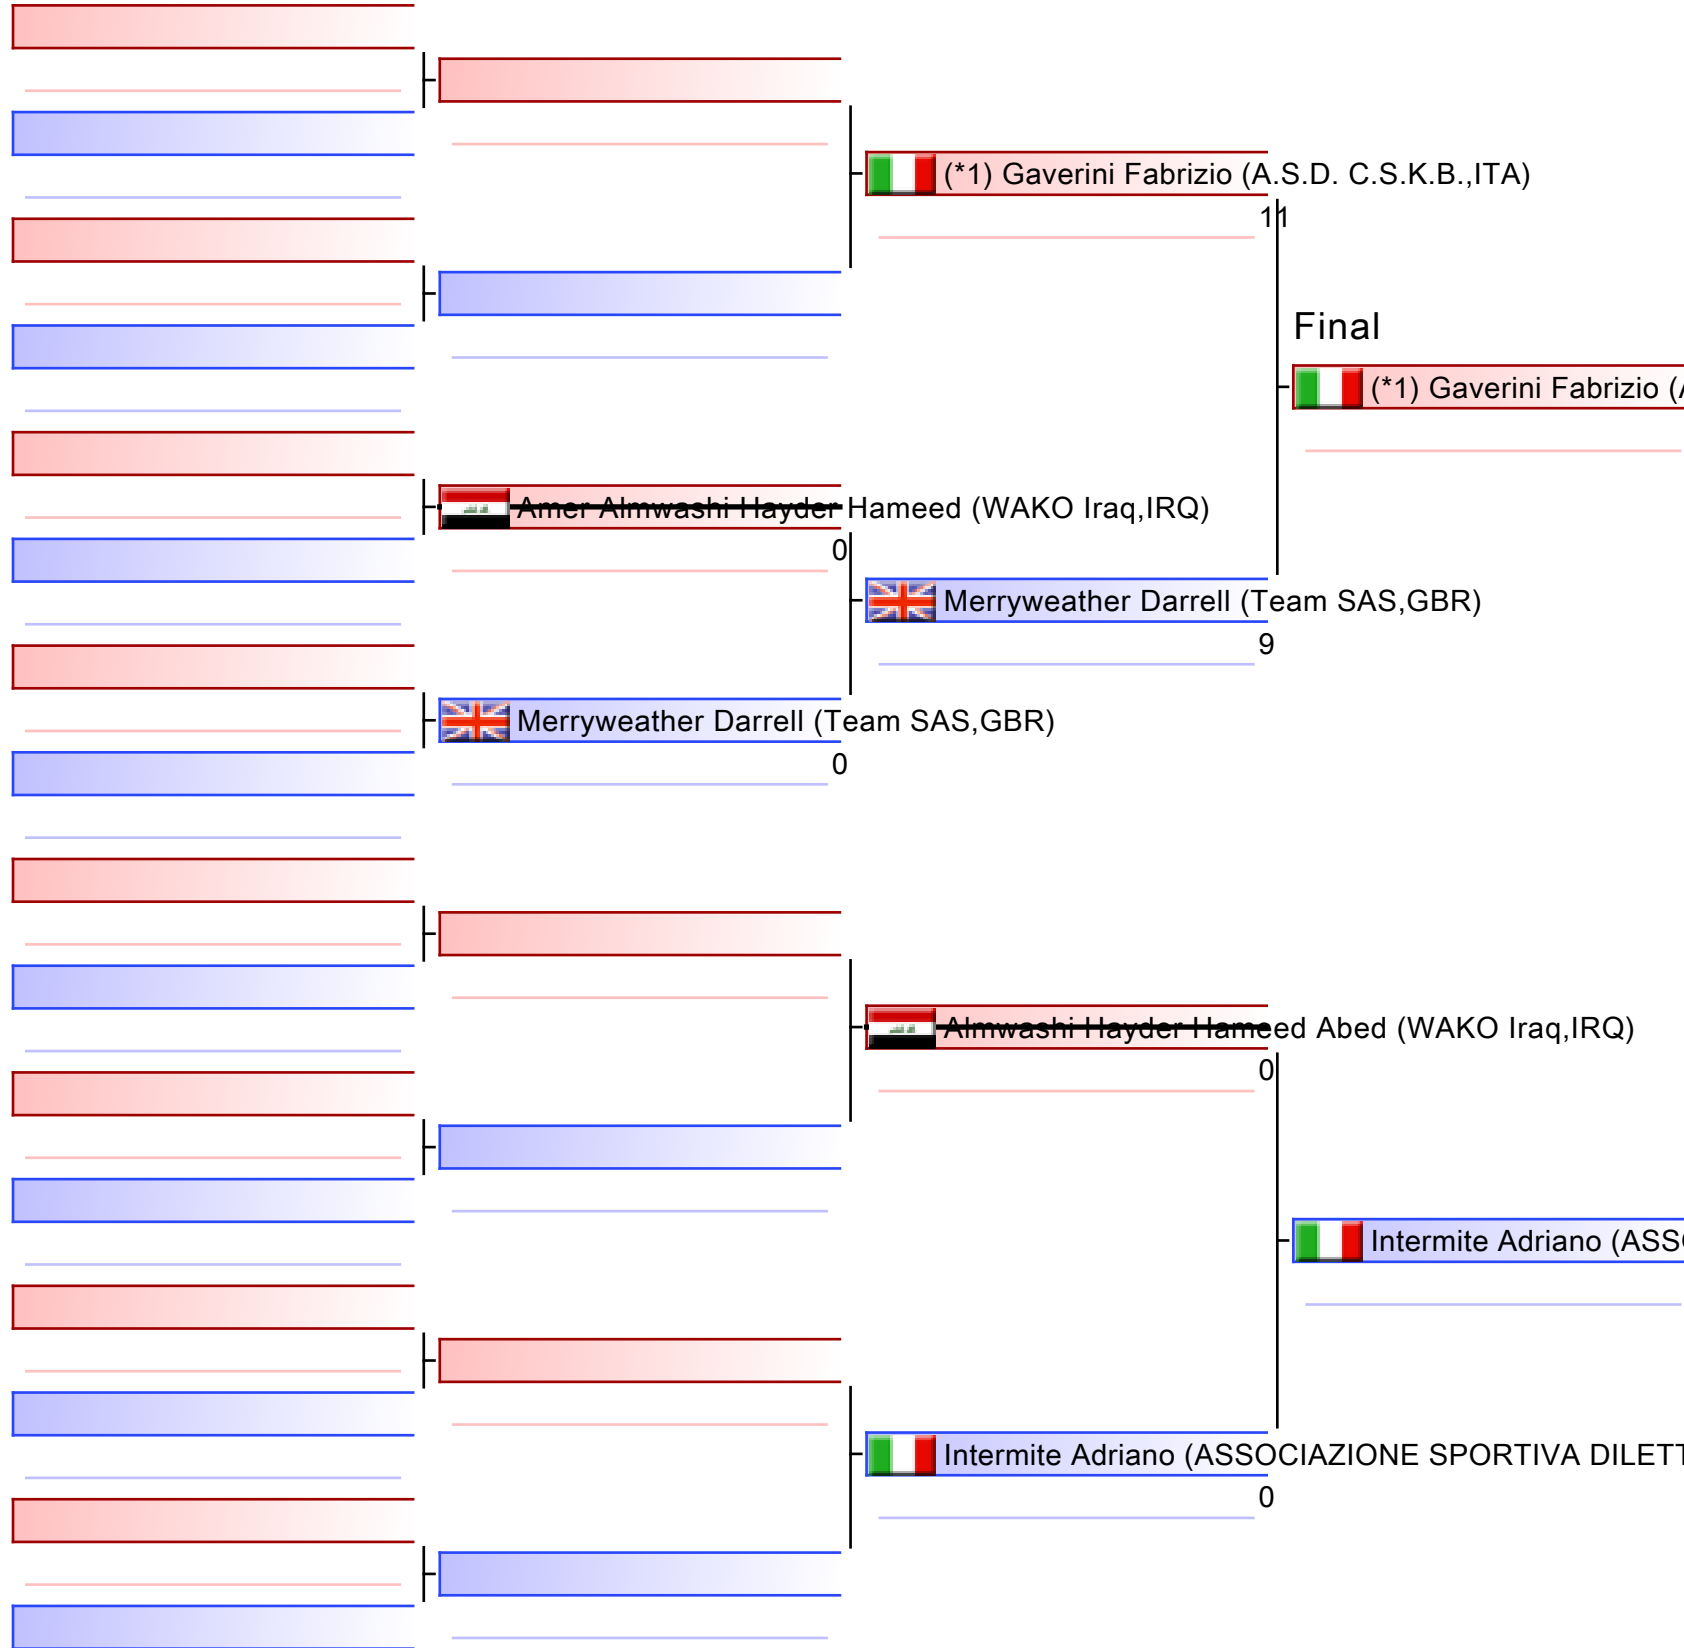 (*1) Gaverini Fabrizio (A.S.D. C.S.K.B.,ITA)
11
Final
(*1) Gaverini Fabrizio (
Amer Almwashi Hayder Hameed (WAKO Iraq,IRQ)
0
Merryweather Darrell (Team SAS,GBR)
9
Merryweather Darrell (Team SAS,GBR)
0
Almwashi Hayder Hameed Abed (WAKO Iraq,IRQ)
0
Intermite Adriano (ASS
Intermite Adriano (ASSOCIAZIONE SPORTIVA DILETT
0